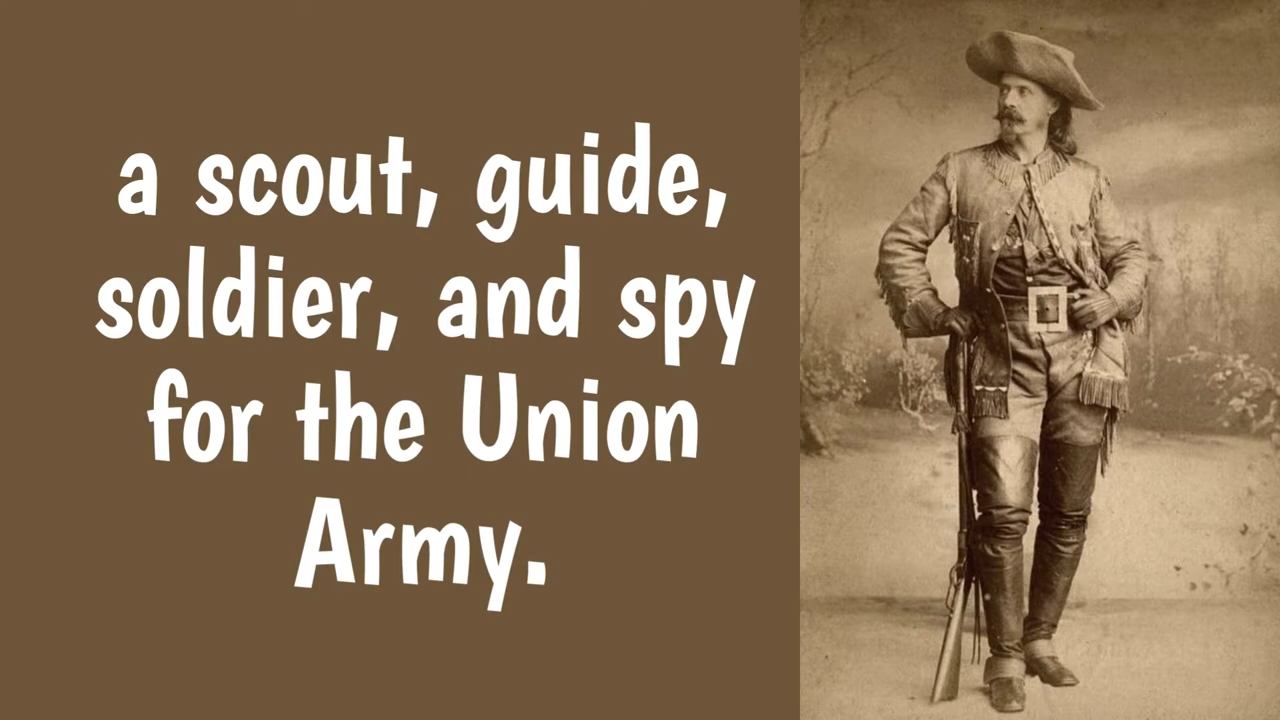 a scout, guide,
soldier, and spy
for the Union
Army.